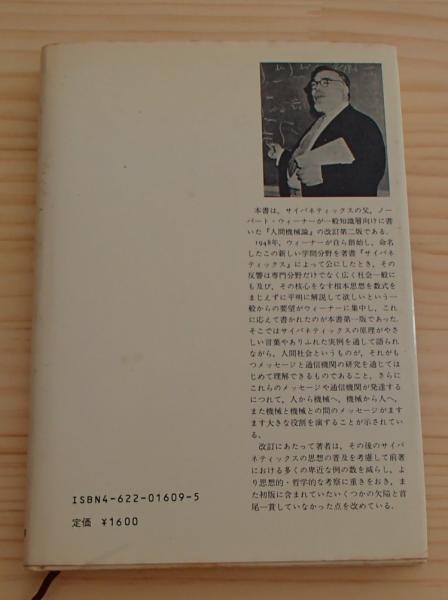 本書は，サイバネティックスの父，ノー
バート・ウィーナーが一般知識層向けに書
いた『人間機械論』の改訂第二版である．
1948年，ウィーナーが自ら創始し，命名
したこの新しい学問分野を著書『サイバネ
ティックス』によって公にしたとき，その
反響は専門分野だけでなく広く社会一般に
も及び，その核心をなす根本思想を数式を
まじえずに平明に解説して欲しいという一
般からの要望がウィーナーに集中し，これ
に応えて書かれたのが本書第一版であった．
そこではサイバネティックスの原理がやさ
しい言葉やありふれた実例を通して語られ
ながら，人間社会というものが，それがも
つメッセージと通信機関の研究を通じては
じめて理解できるものであること，さらに
これらのメッセージや通信機関が発達する
につれて，人から機械へ，機械から人へ，
また機械と機械との間のメッセージがます
ます大きな役割を演ずることが示されてい
る．
改訂にあたって著者は，その後のサイバ
ネティックスの思想の普及を考慮して前著
における多くの卑近な例の数を減らし，よ
り思想的・哲学的な考察に重きをおき，ま
た初版に含まれていたいくつかの欠陥と首
尾一貫していなかった点を改めている．
ISBN4-622-01609-5
定価 ¥1600